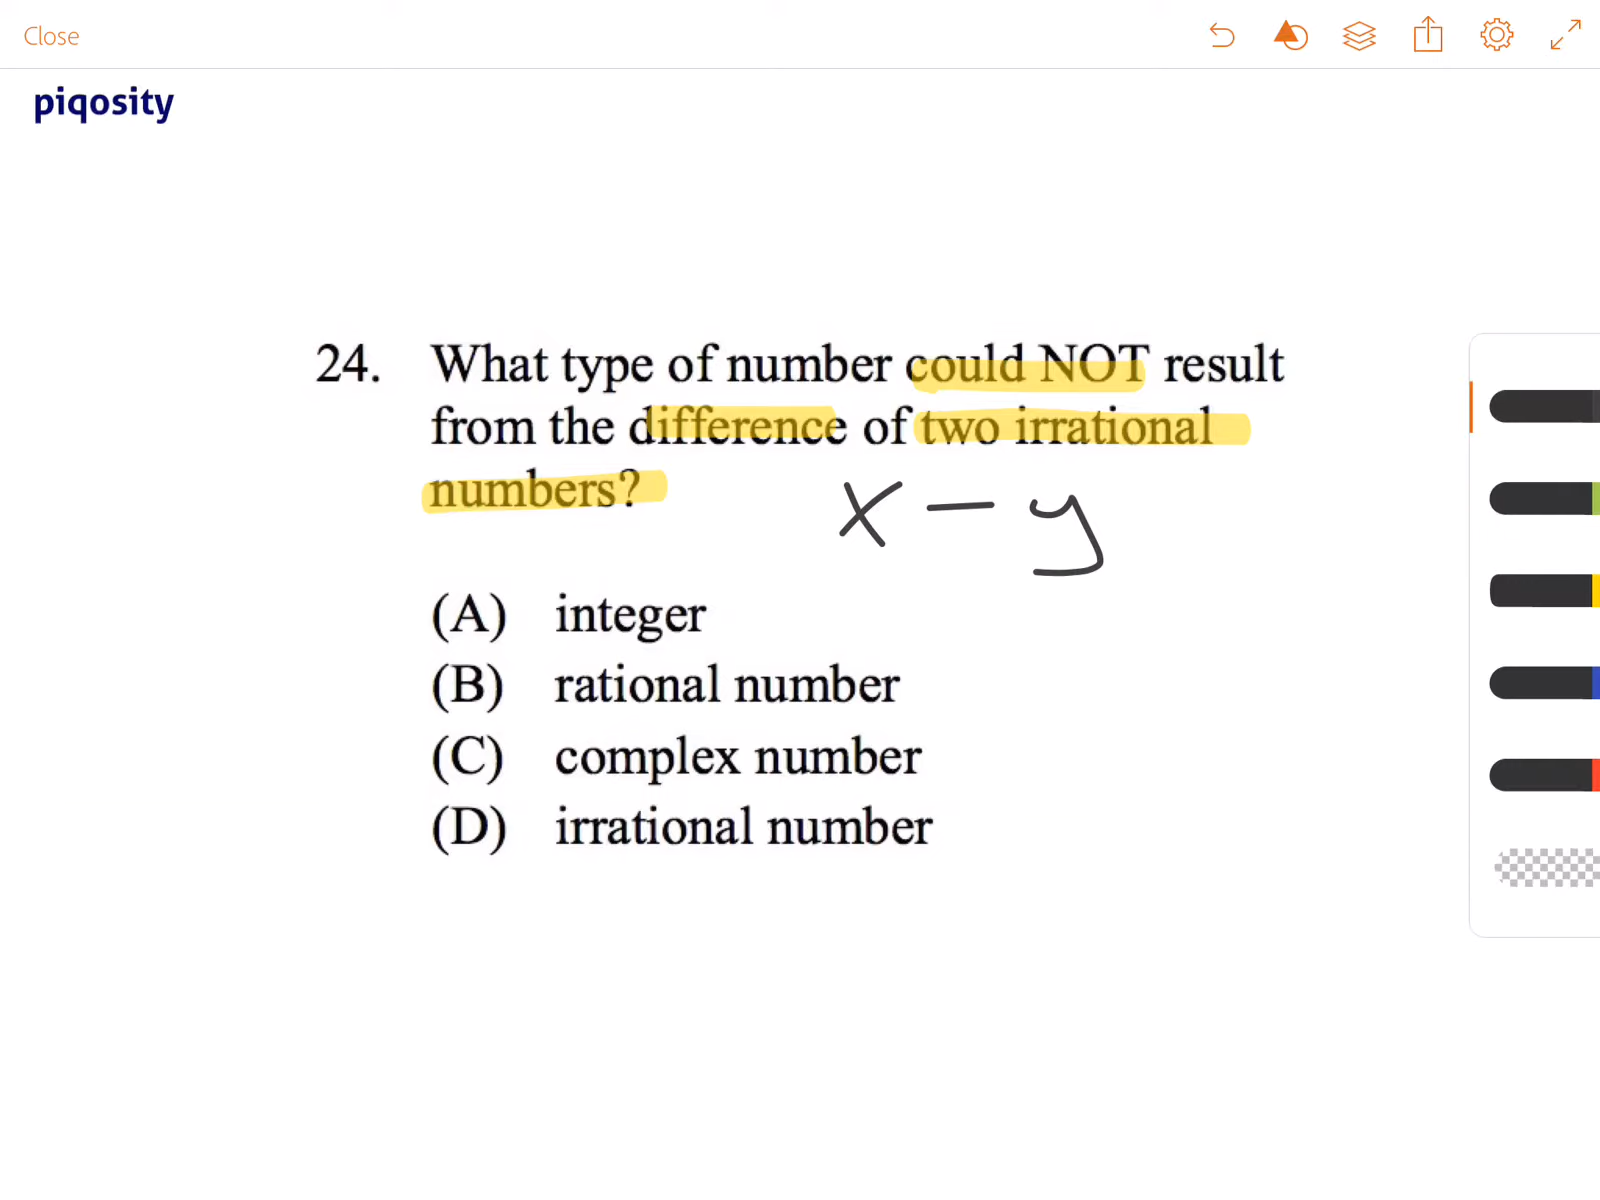 Close
piqosity
24. What type of number could NOT result
from the difference of two irrational
numbers?
x - y
(A) integer
(B) rational number
(C) complex number
(D) irrational number